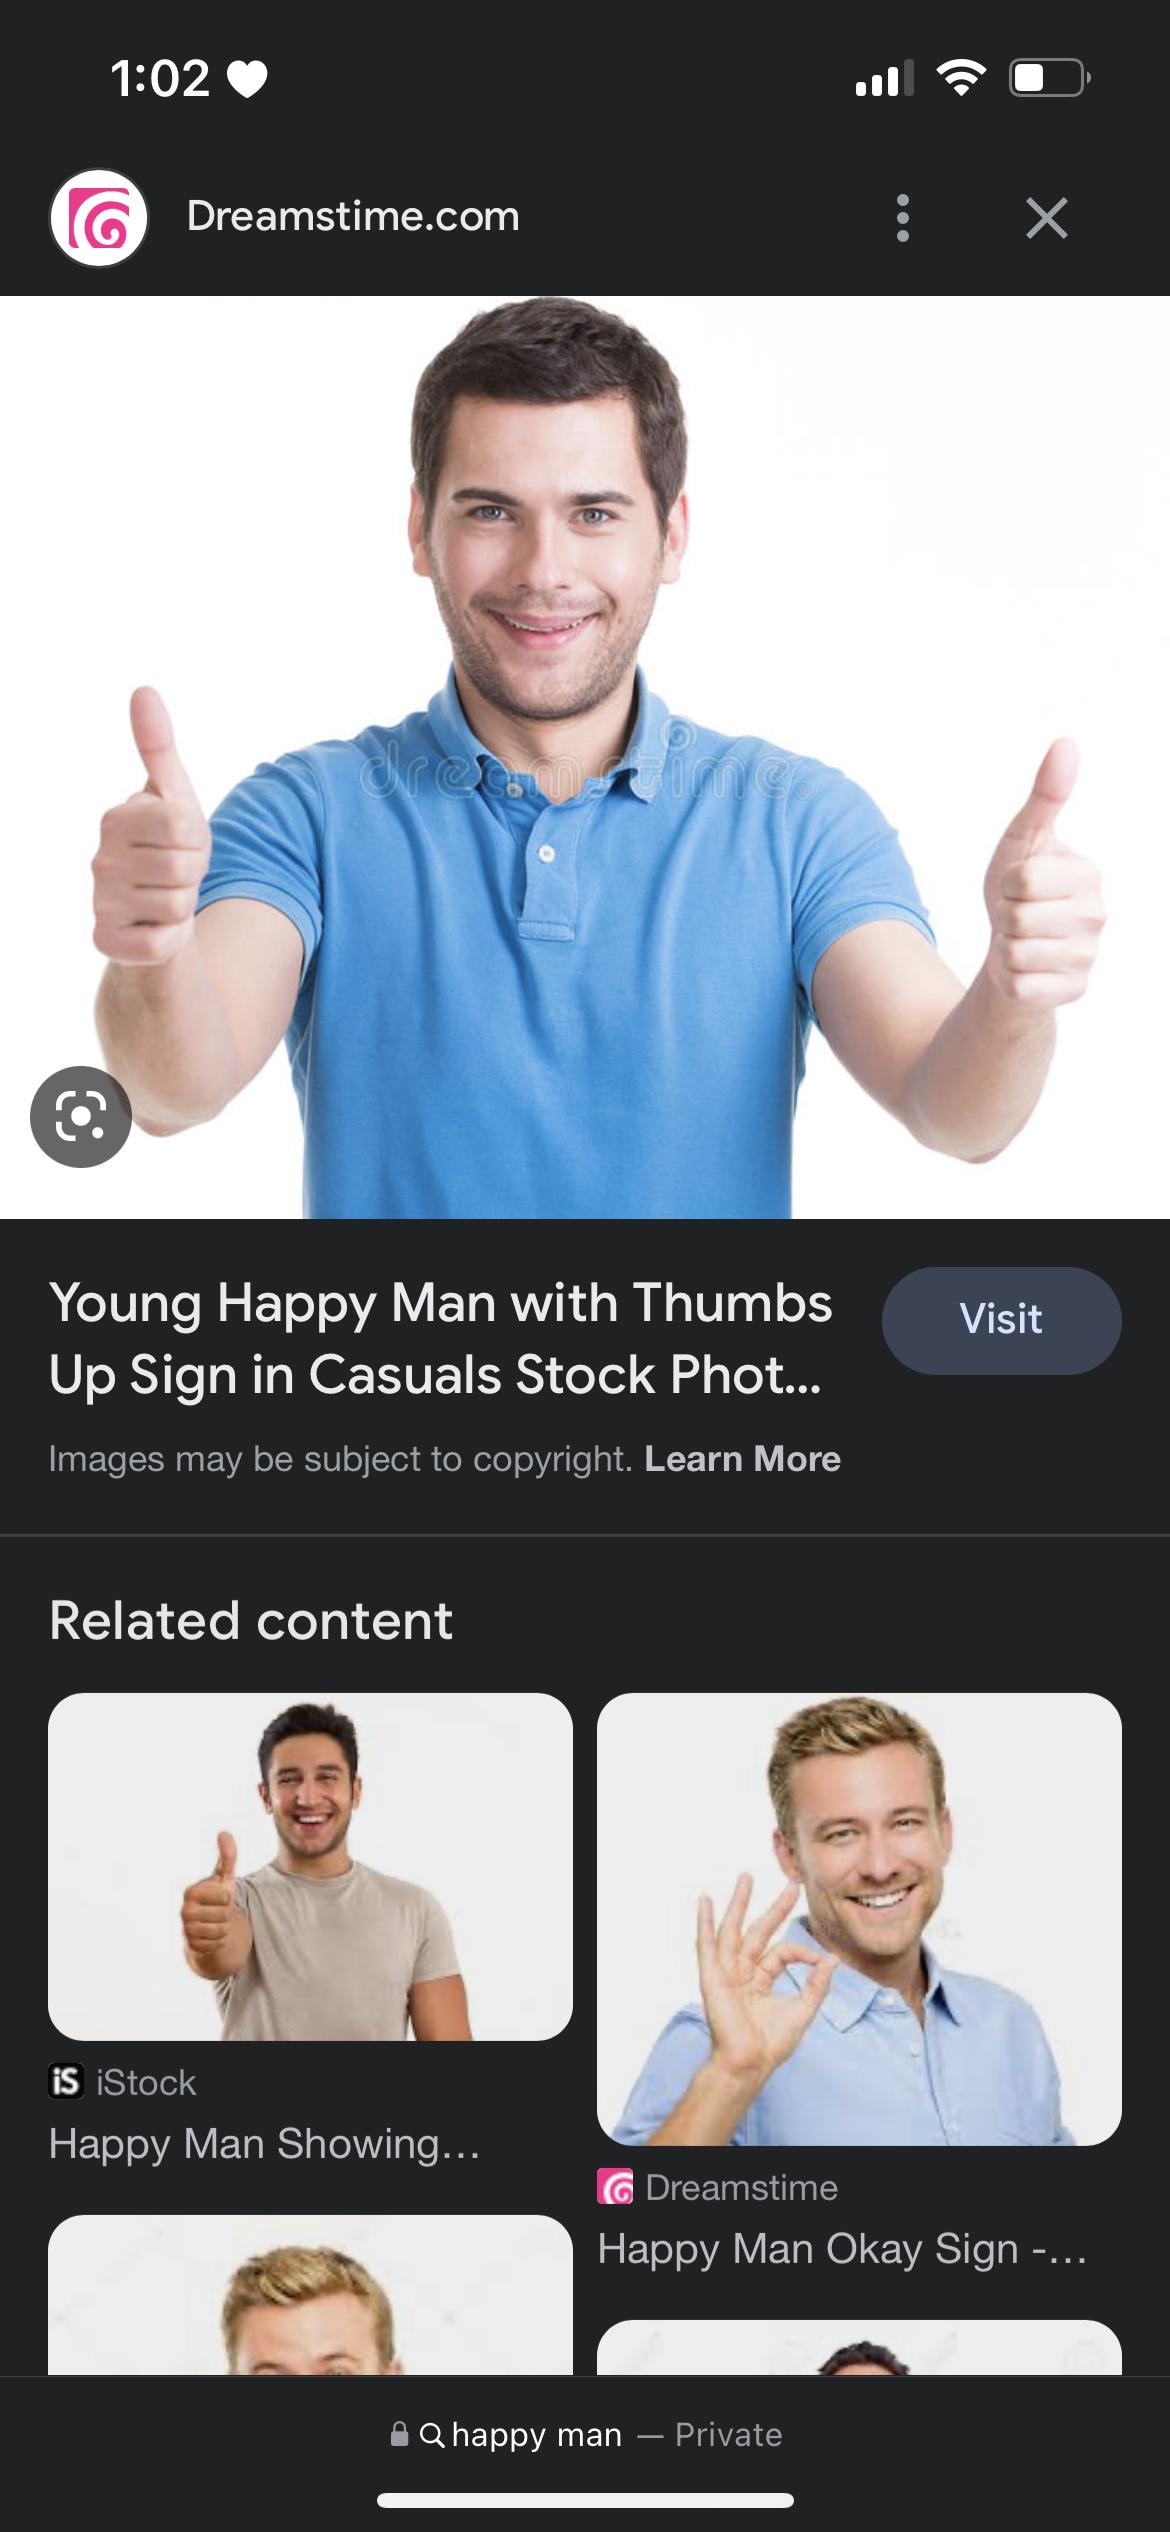 1:02
Dreamstime.com
dreamstime
Young Happy Man with Thumbs
Up Sign in Casuals Stock Phot...
Visit
Images may be subject to copyright. Learn More
Related content
iS iStock
Happy Man Showing...
Dreamstime
Happy Man Okay Sign -...
happy man — Private